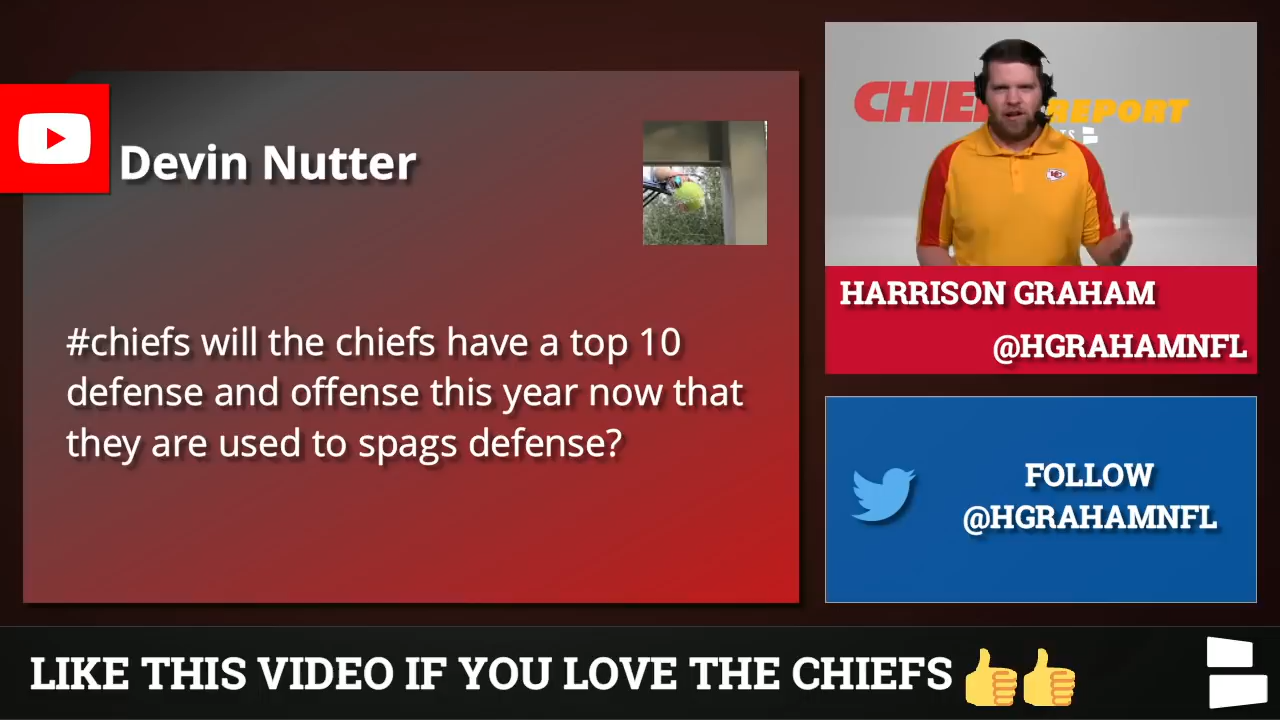 Devin Nutter
#chiefs will the chiefs have a top 10
defense and offense this year now that
they are used to spags defense?
REPORT
HARRISON GRAHAM
@HGRAHAMNFL
FOLLOW
@HGRAHAMNFL
LIKE THIS VIDEO IF YOU LOVE THE CHIEFS